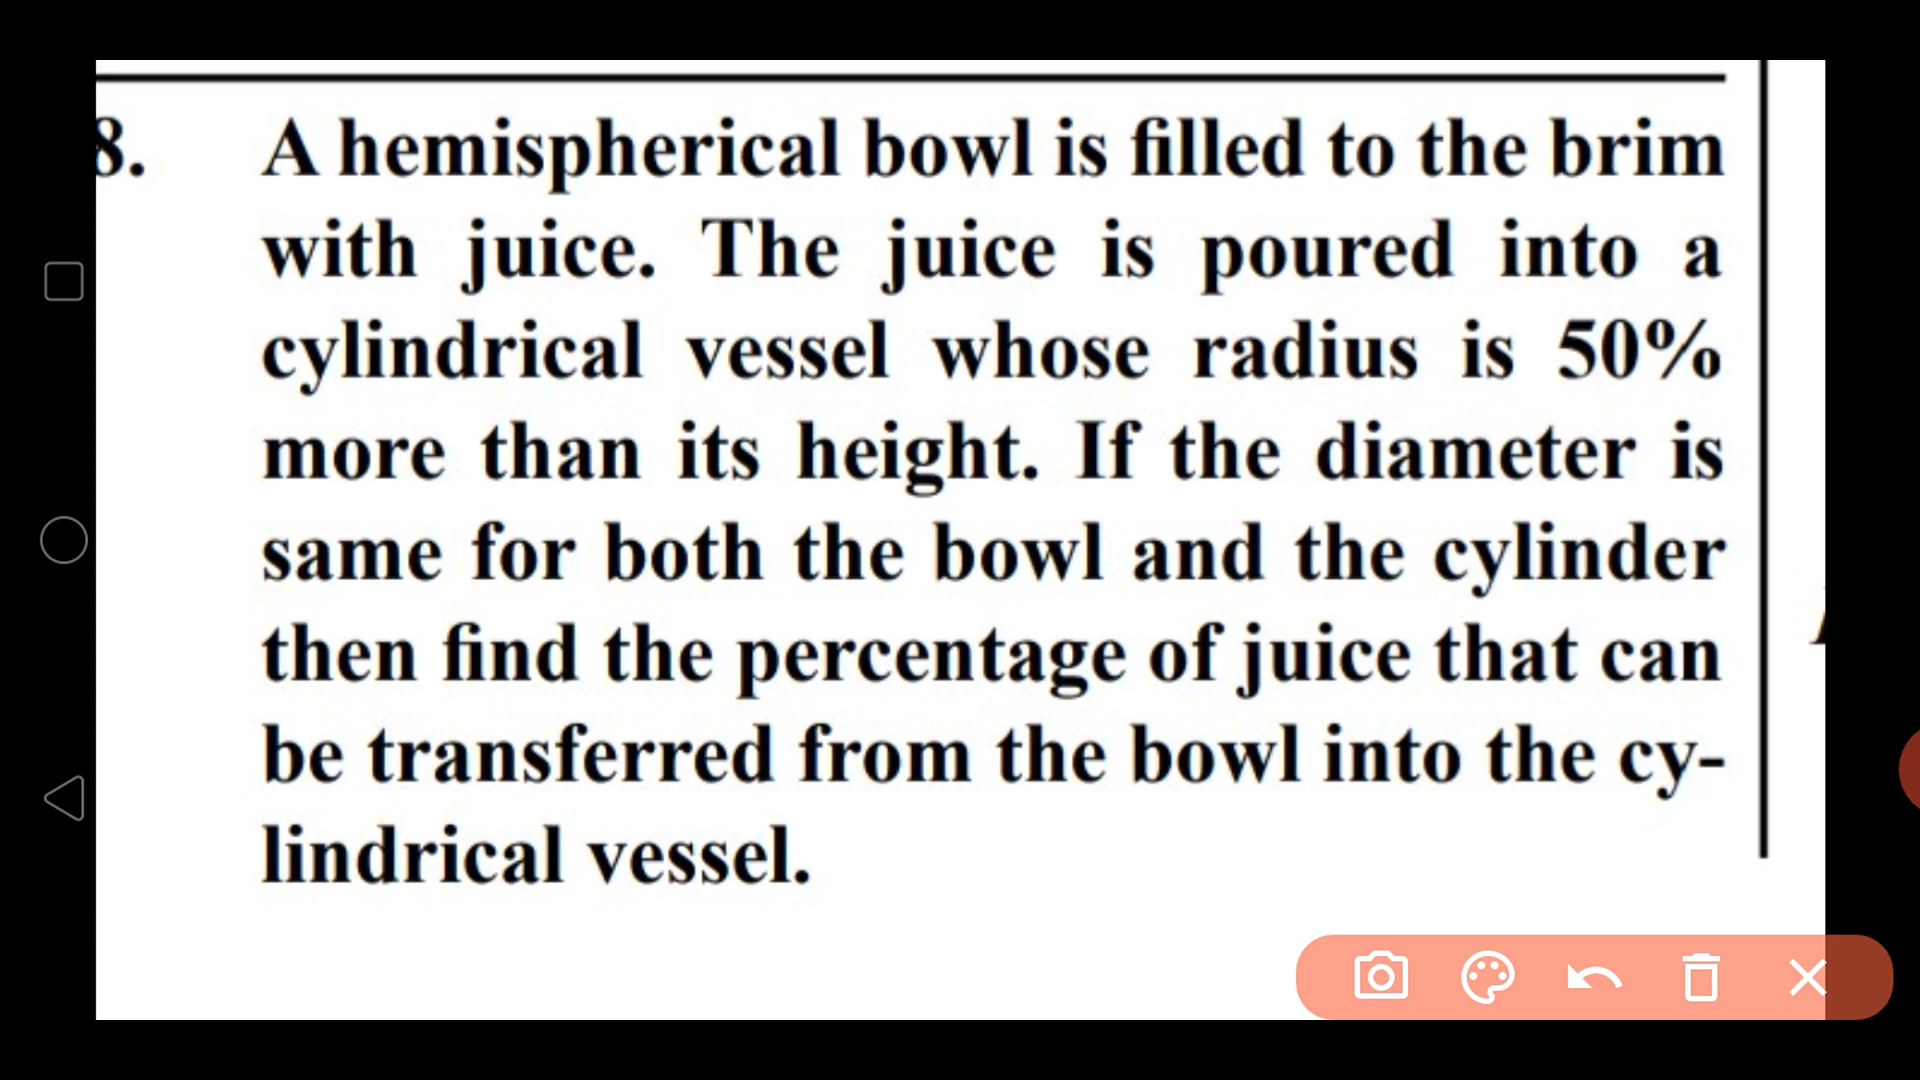 8. A hemispherical bowl is filled to the brim
with juice. The juice is poured into a
cylindrical vessel whose radius is 50%
more than its height. If the diameter is
same for both the bowl and the cylinder
then find the percentage of juice that can
be transferred from the bowl into the cy-
lindrical vessel.